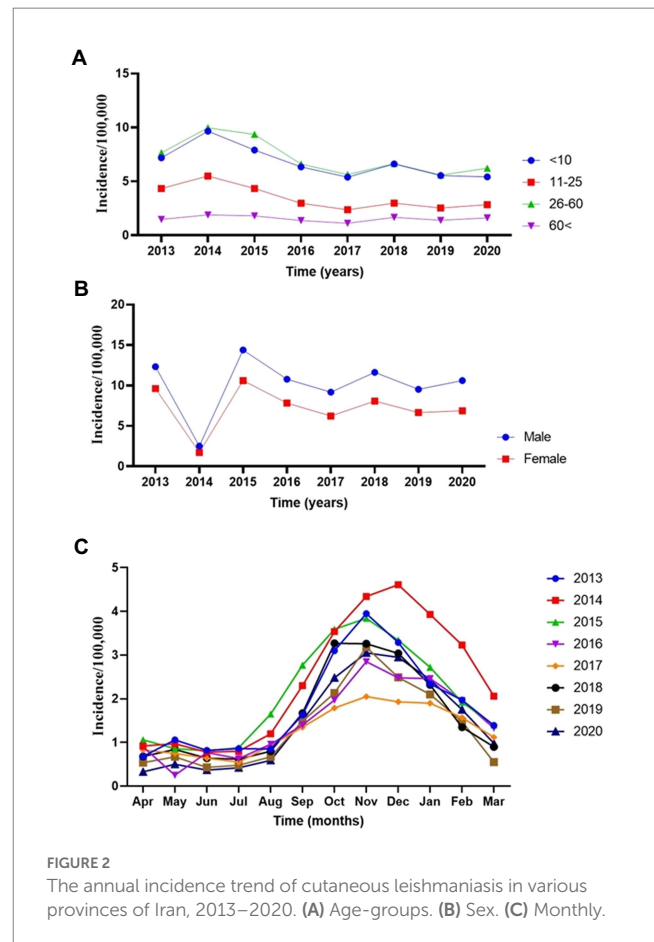 A
Incidence/100,000
15
10
5
0
2013 2014 2015 2016 2017 2018 2019 2020
Time (years)
<10
11-25
26-60
60<
B
Incidence/100,000
20
15
10
5
0
2013 2014 2015 2016 2017 2018 2019 2020
Time (years)
Male
Female
C
Incidence/100,000
5
4
3
2
1
0
Apr May Jun Jul Aug Sep Oct Nov Dec Jan Feb Mar
Time (months)
2013
2014
2015
2016
2017
2018
2019
2020
FIGURE 2
The annual incidence trend of cutaneous leishmaniasis in various
provinces of Iran, 2013–2020. (A) Age-groups. (B) Sex. (C) Monthly.